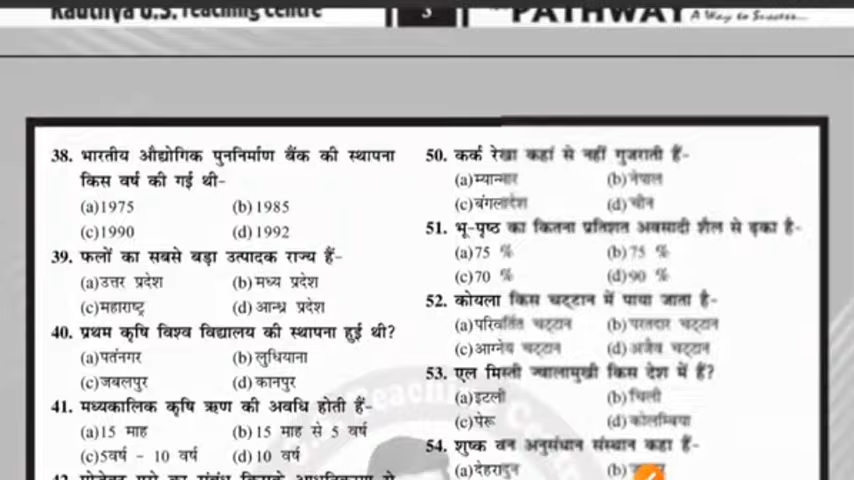 Kautilya G.S. Teaching Centre
3
PATHWAY
A Way to Success...
38. भारतीय औद्योगिक पुननिर्माण बैंक की स्थापना
किस वर्ष की गई थी-
(a)1975 (b)1985
(c)1990 (d)1992
39. फलों का सबसे बड़ा उत्पादक राज्य हैं-
(a)उत्तर प्रदेश (b)मध्य प्रदेश
(c)महाराष्ट्र (d)आन्ध्र प्रदेश
40. प्रथम कृषि विश्व विद्यालय की स्थापना हुई थी?
(a)पतंनगर (b)लुधियाना
(c)जबलपुर (d)कानपुर
41. मध्यकालिक कृषि ऋण की अवधि होती हैं-
(a)15 माह (b)15 माह से 5 वर्ष
(c)5वर्ष - 10 वर्ष (d)10 वर्ष
50. कर्क रेखा कहां से नहीं गुजराती हैं-
(a)म्यान्मार (b)नेपाल
(c)बंगलादेश (d)चीन
51. भू-पृष्ठ का कितना प्रतिशत अवसादी शैल से ढ़का है-
(a)75 % (b)75 %
(c)70 % (d)90 %
52. कोयला किस चट्टान में पाया जाता है-
(a)परिवर्तित चट्टान (b)परतदार चट्टान
(c)आग्नेय चट्टान (d)अजैव चट्टान
53. एल मिस्ती ज्वालामुखी किस देश में हैं?
(a)इटली (b)चिली
(c)पेरू (d)कोलम्बिया
54. शुष्क वन अनुसंधान संस्थान कहा हैं-
(a)देहरादुन (b)